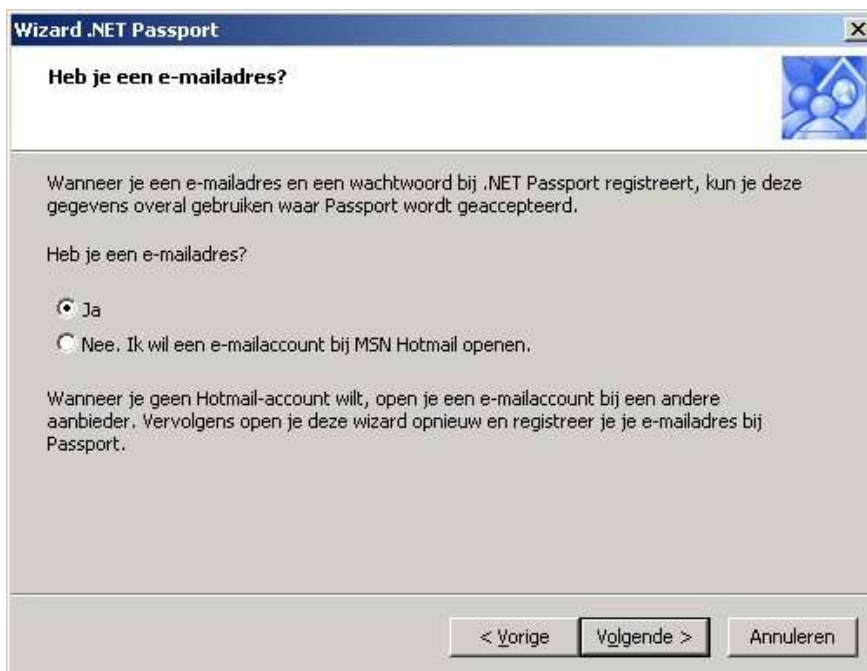 Wizard .NET Passport
Heb je een e-mailadres?
Wanneer je een e-mailadres en een wachtwoord bij .NET Passport registreert, kun je deze
gegevens overal gebruiken waar Passport wordt geaccepteerd.
Heb je een e-mailadres?
Ja
Nee. Ik wil een e-mailaccount bij MSN Hotmail openen.
Wanneer je geen Hotmail-account wilt, open je een e-mailaccount bij een andere
aanbieder. Vervolgens open je deze wizard opnieuw en registreer je je e-mailadres bij
Passport.
< Vorige
Volgende >
Annuleren